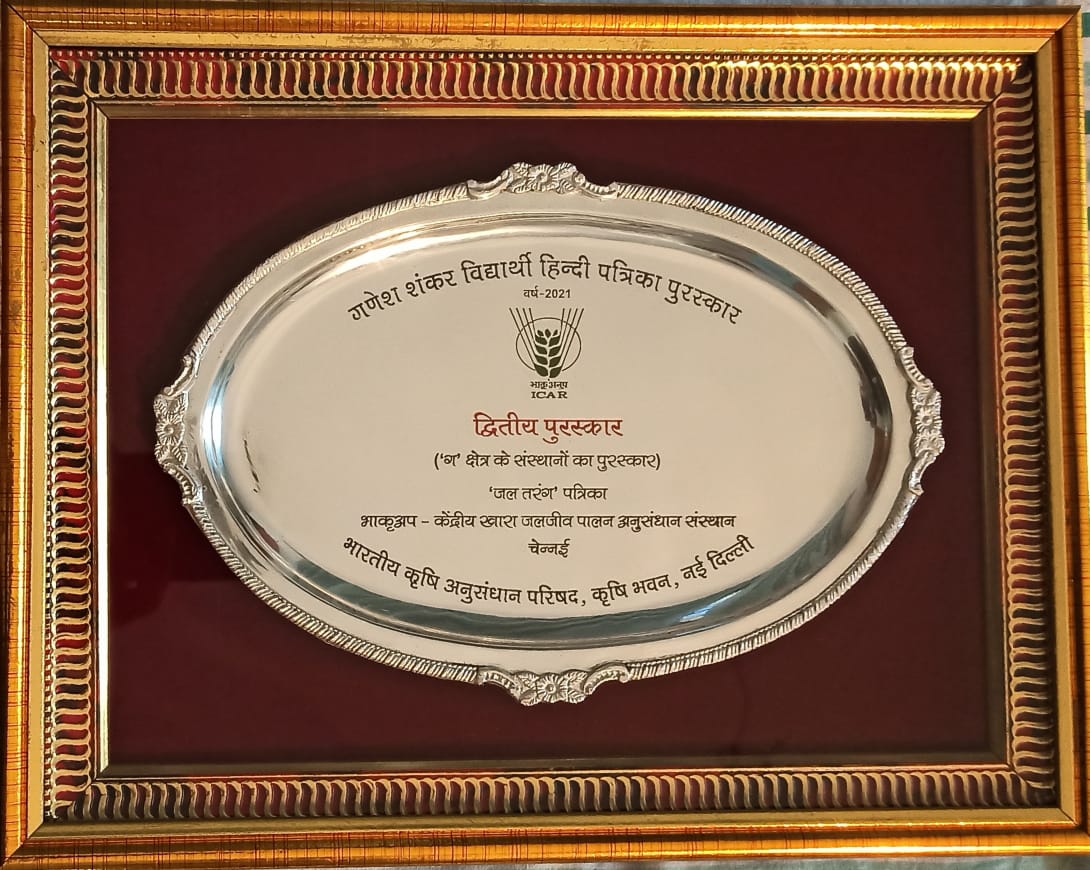 गणेश शंकर विद्यार्थी हिन्दी पत्रिका पुरस्कार
वर्ष-2021
भाकृअनुप
ICAR
द्वितीय पुरस्कार
('ग' क्षेत्र के संस्थानों का पुरस्कार)
'जल तरंग' पत्रिका
भाकृअप - केंद्रीय खारा जलजीव पालन अनुसंधान संस्थान
चेन्नई
भारतीय कृषि अनुसंधान परिषद, कृषि भवन, नई दिल्ली